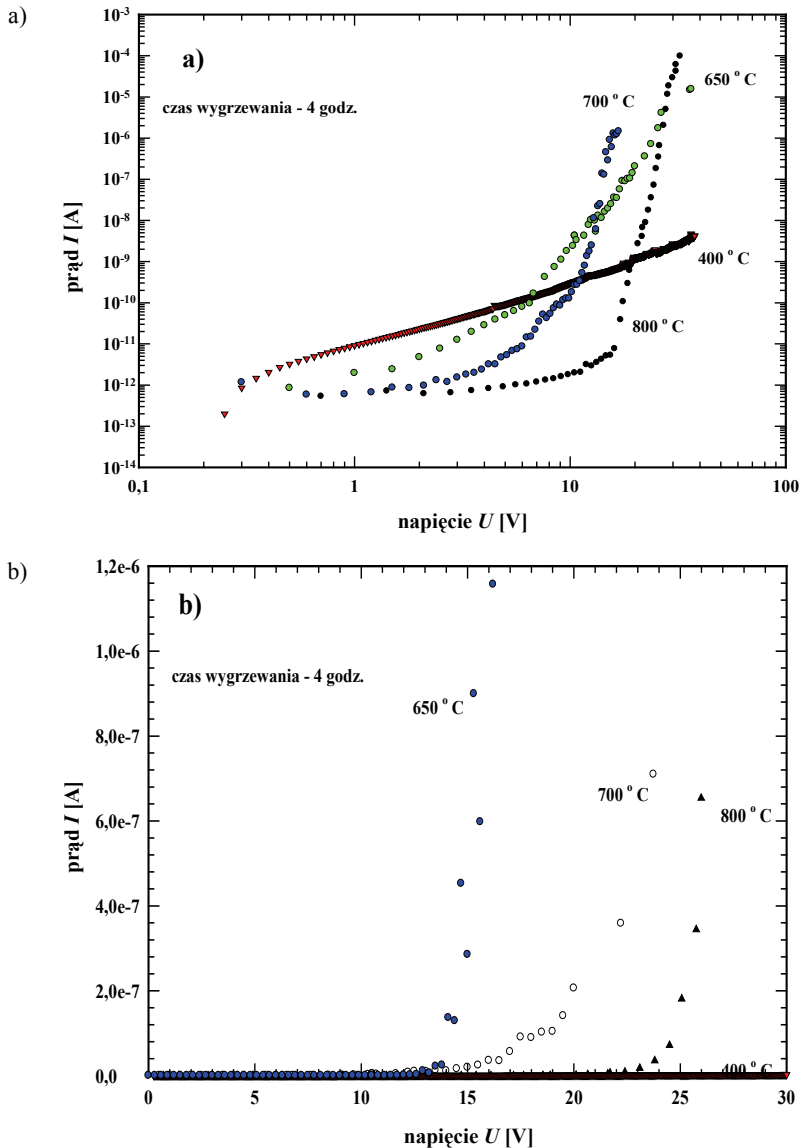 a)
a)
czas wygrzewania - 4 godz.
prąd I [A]
10⁻⁴
10⁻⁵
10⁻⁶
10⁻⁷
10⁻⁸
10⁻⁹
10⁻¹⁰
10⁻¹¹
10⁻¹²
10⁻¹³
10⁻¹⁴
700 ° C
650 ° C
400 ° C
800 ° C
0,1
1
10
100
napięcie U [V]
b)
b)
czas wygrzewania - 4 godz.
prąd I [A]
1,2e-6
1,0e-6
8,0e-7
6,0e-7
4,0e-7
2,0e-7
0,0
650 ° C
700 ° C
800 ° C
400 ° C
0
5
10
15
20
25
30
napięcie U [V]